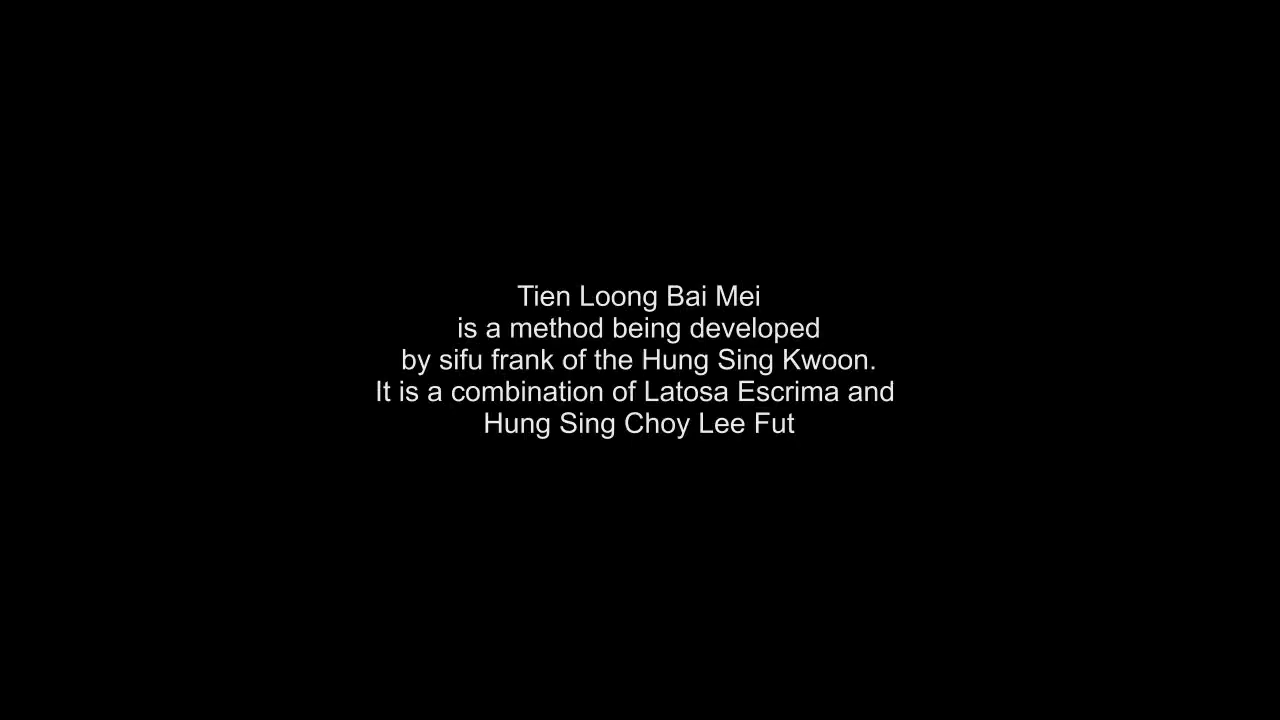 Tien Loong Bai Mei
is a method being developed
by sifu frank of the Hung Sing Kwoon.
It is a combination of Latosa Escrima and
Hung Sing Choy Lee Fut